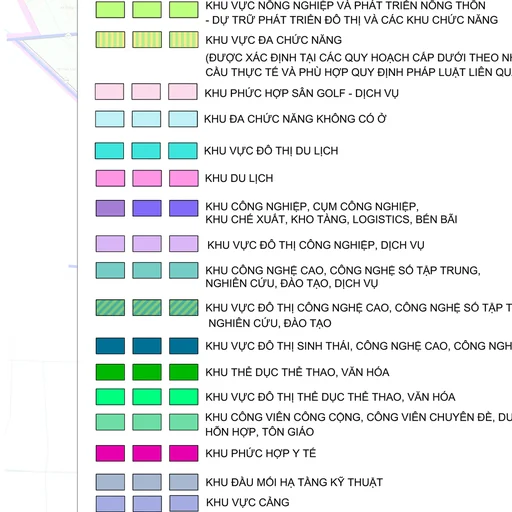 KHU VỰC NÔNG NGHIỆP VÀ PHÁT TRIỂN NÔNG THÔN
- DỰ TRỮ PHÁT TRIỂN ĐÔ THỊ VÀ CÁC KHU CHỨC NĂNG
KHU VỰC ĐA CHỨC NĂNG
(ĐƯỢC XÁC ĐỊNH TẠI CÁC QUY HOẠCH CẤP DƯỚI THEO
CẦU THỰC TẾ VÀ PHÙ HỢP QUY ĐỊNH PHÁP LUẬT LIÊN
KHU PHỨC HỢP SÂN GOLF - DỊCH VỤ
KHU ĐA CHỨC NĂNG KHÔNG CÓ Ở
KHU VỰC ĐÔ THỊ DU LỊCH
KHU DU LỊCH
KHU CÔNG NGHIỆP, CỤM CÔNG NGHIỆP,
KHU CHẾ XUẤT, KHO TÀNG, LOGISTICS, BẾN BÃI
KHU VỰC ĐÔ THỊ CÔNG NGHIỆP, DỊCH VỤ
KHU CÔNG NGHỆ CAO, CÔNG NGHỆ SỐ TẬP TRUNG,
NGHIÊN CỨU, ĐÀO TẠO, DỊCH VỤ
KHU VỰC ĐÔ THỊ CÔNG NGHỆ CAO, CÔNG NGHỆ SỐ TẬP
NGHIÊN CỨU, ĐÀO TẠO
KHU VỰC ĐÔ THỊ SINH THÁI, CÔNG NGHỆ CAO, CÔNG
KHU THỂ DỤC THỂ THAO, VĂN HÓA
KHU VỰC ĐÔ THỊ THỂ DỤC THỂ THAO, VĂN HÓA
KHU CÔNG VIÊN CÔNG CỘNG, CÔNG VIÊN CHUYÊN ĐỀ,
HỖN HỢP, TÔN GIÁO
KHU PHỨC HỢP Y TẾ
KHU ĐẦU MỐI HẠ TẦNG KỸ THUẬT
KHU VỰC CẢNG